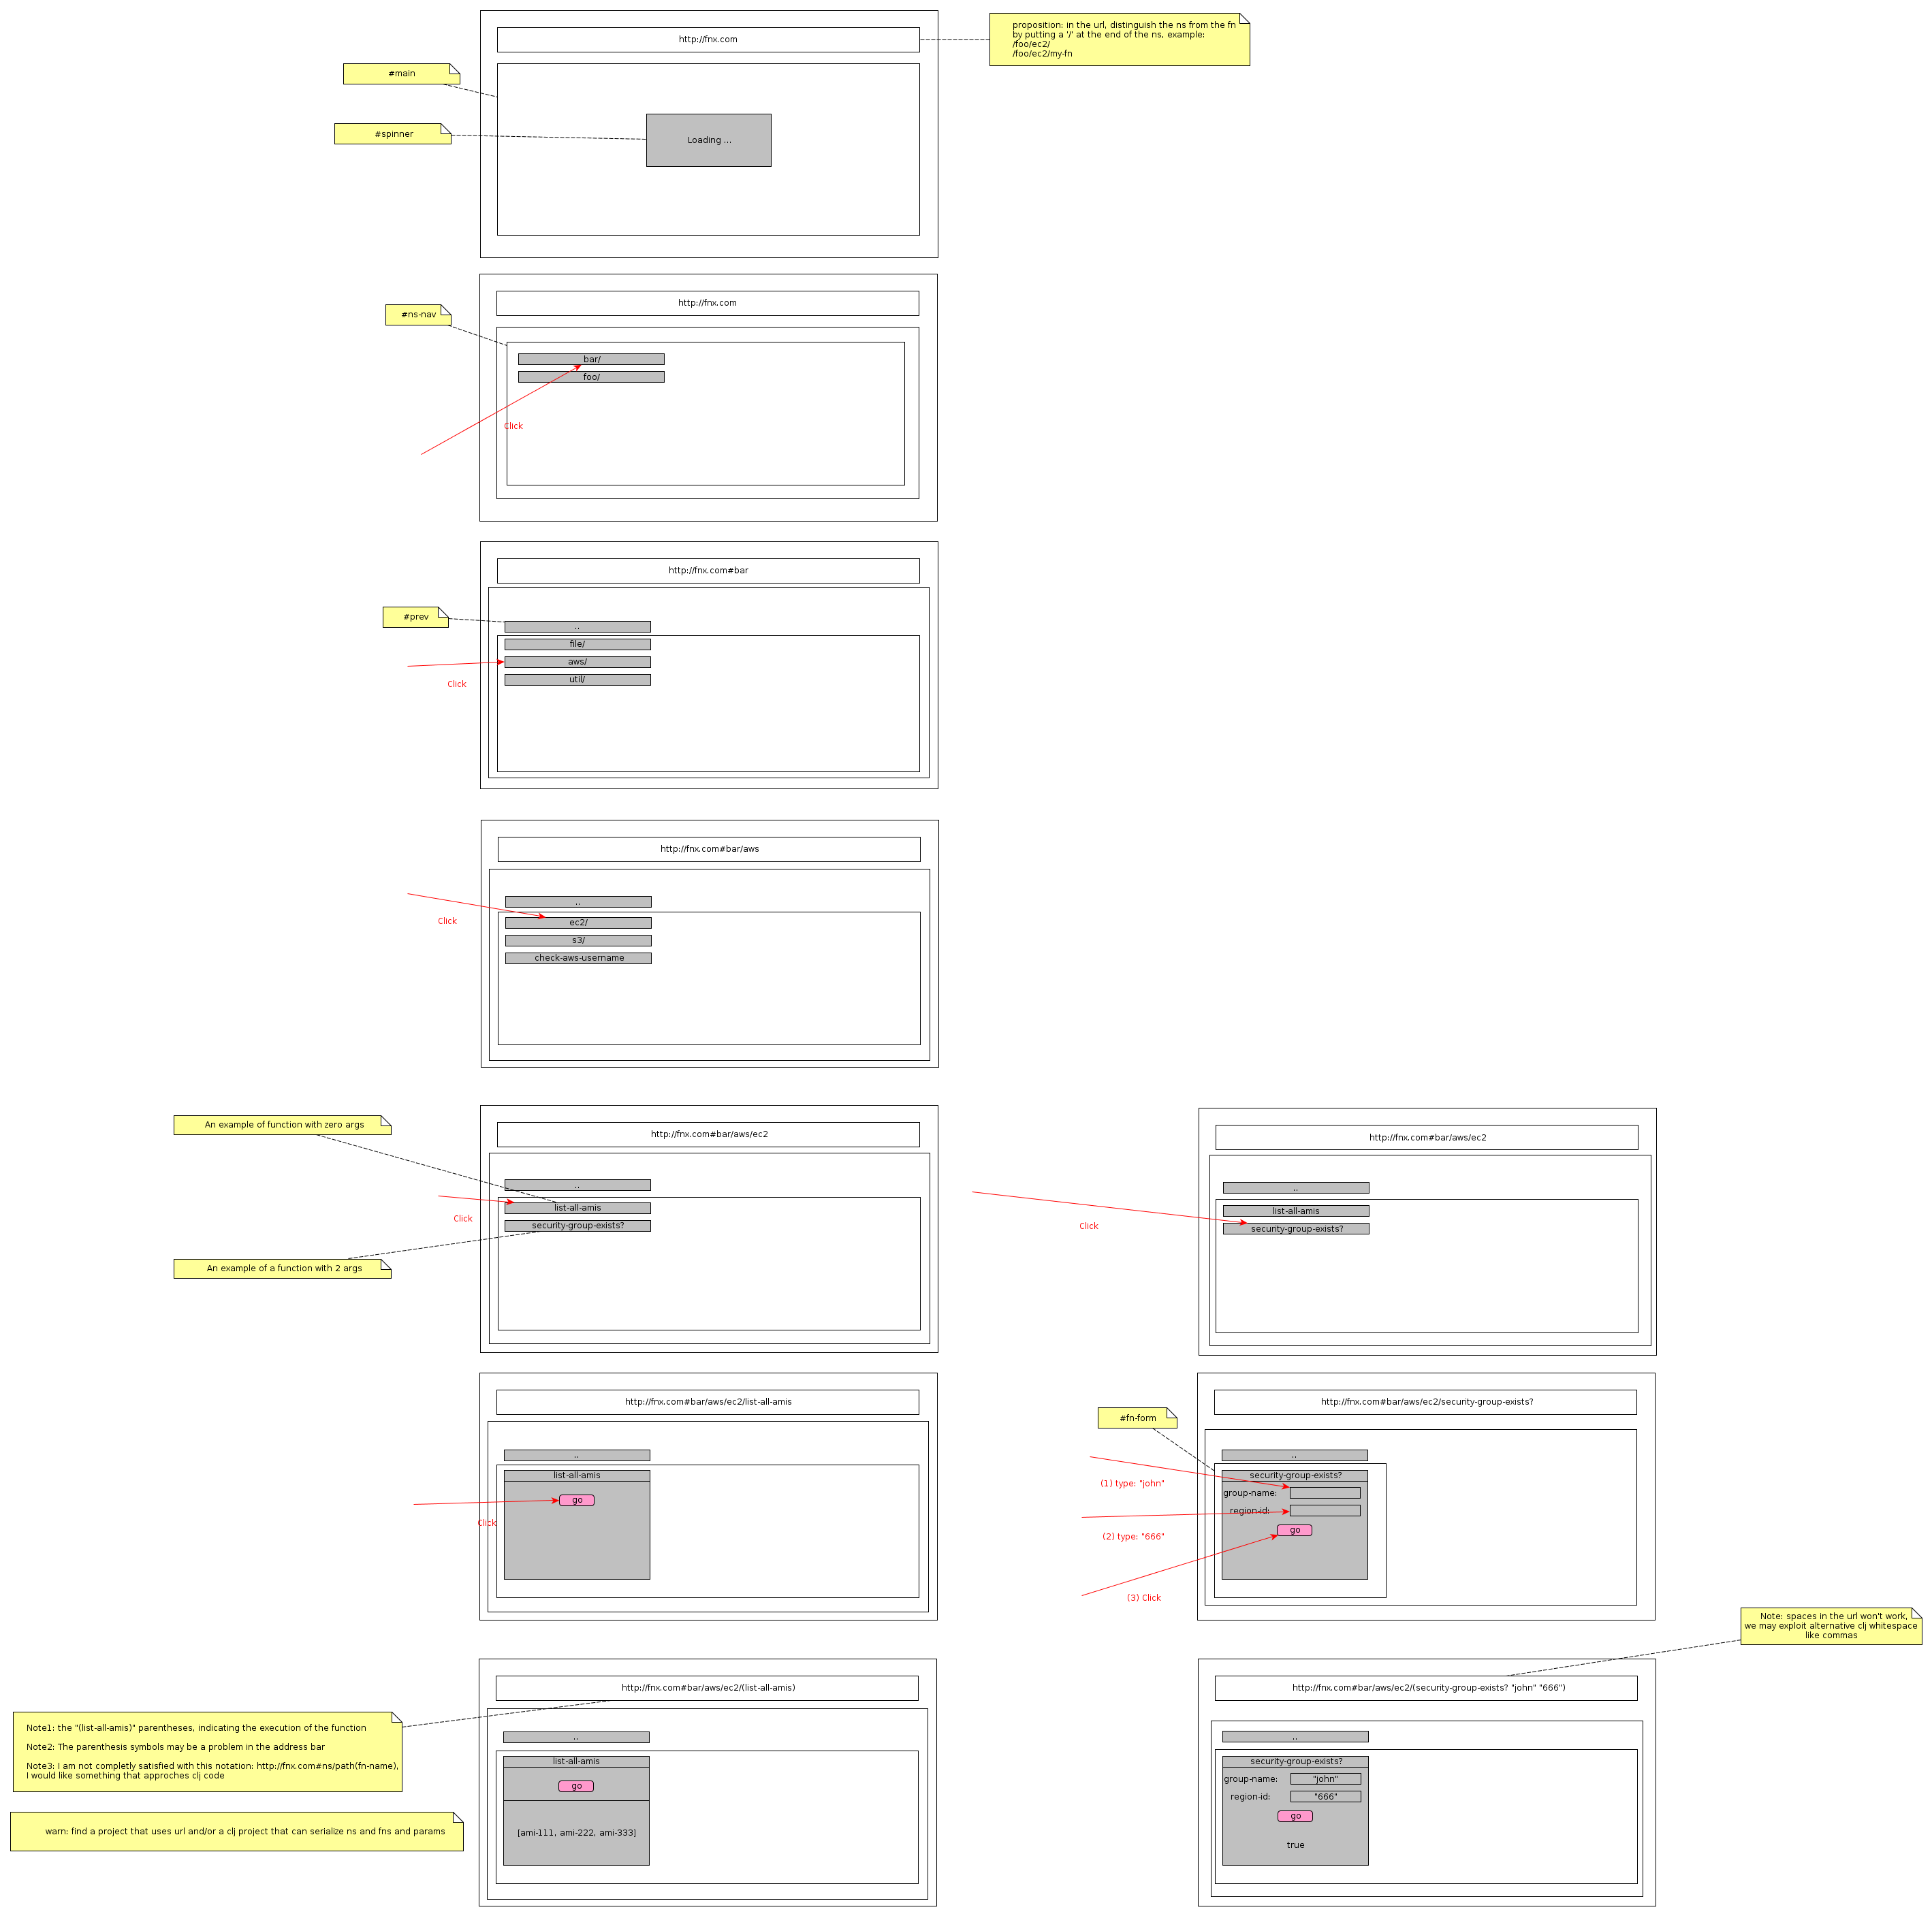 http://fnx.com
proposition: in the url, distinguish the ns from the fn
by putting a '/' at the end of the ns, example:
/foo/ec2/
/foo/ec2/my-fn
#main
#spinner
Loading ...
http://fnx.com
#ns-nav
bar/
foo/
Click
http://fnx.com#bar
#prev
..
file/
aws/
util/
Click
http://fnx.com#bar/aws
..
ec2/
s3/
check-aws-username
Click
An example of function with zero args
http://fnx.com#bar/aws/ec2
..
list-all-amis
security-group-exists?
Click
An example of a function with 2 args
http://fnx.com#bar/aws/ec2
..
list-all-amis
security-group-exists?
Click
http://fnx.com#bar/aws/ec2/list-all-amis
..
list-all-amis
go
Click
http://fnx.com#bar/aws/ec2/security-group-exists?
#fn-form
..
security-group-exists?
group-name:
region-id:
go
(1) type: "john"
(2) type: "666"
(3) Click
http://fnx.com#bar/aws/ec2/(list-all-amis)
Note1: the "(list-all-amis)" parentheses, indicating the execution of the function
Note2: The parenthesis symbols may be a problem in the address bar
Note3: I am not completly satisfied with this notation: http://fnx.com#ns/path(fn-name),
I would like something that approches clj code
warn: find a project that uses url and/or a clj project that can serialize ns and fns and params
..
list-all-amis
go
[ami-111, ami-222, ami-333]
Note: spaces in the url won't work,
we may exploit alternative clj whitespace
like commas
http://fnx.com#bar/aws/ec2/(security-group-exists? "john" "666")
..
security-group-exists?
group-name: "john"
region-id: "666"
go
true